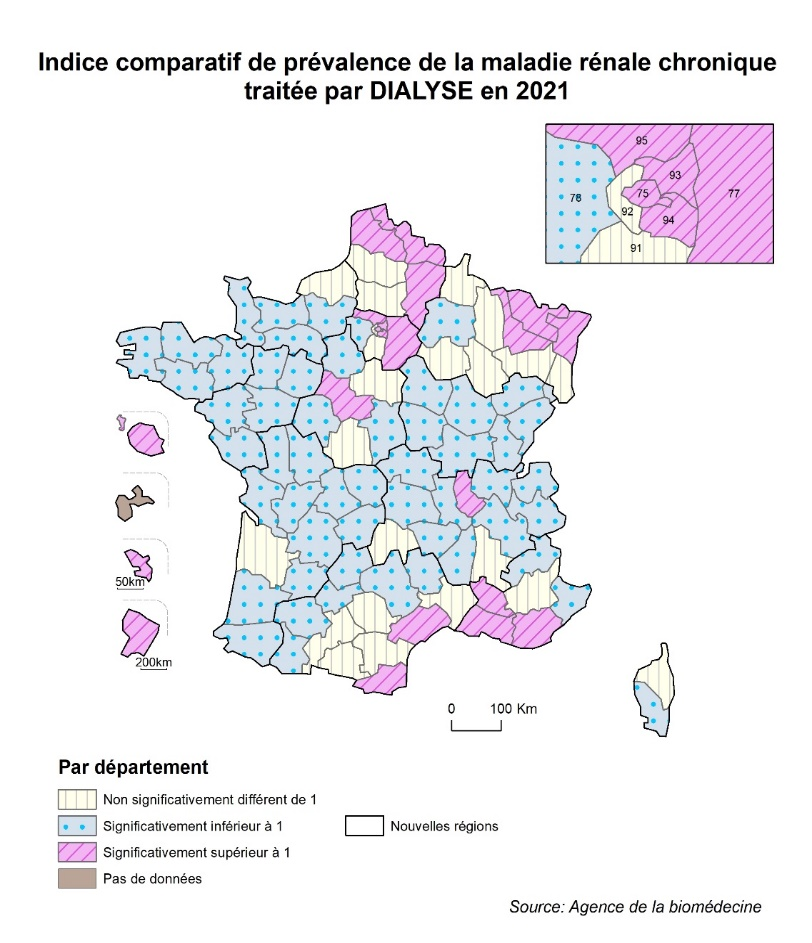 Indice comparatif de prévalence de la maladie rénale chronique
traitée par DIALYSE en 2021
95
93
78
75
77
92
94
91
50km
200km
0 100 Km
Par département
Non significativement différent de 1
Significativement inférieur à 1
Nouvelles régions
Significativement supérieur à 1
Pas de données
Source: Agence de la biomédecine